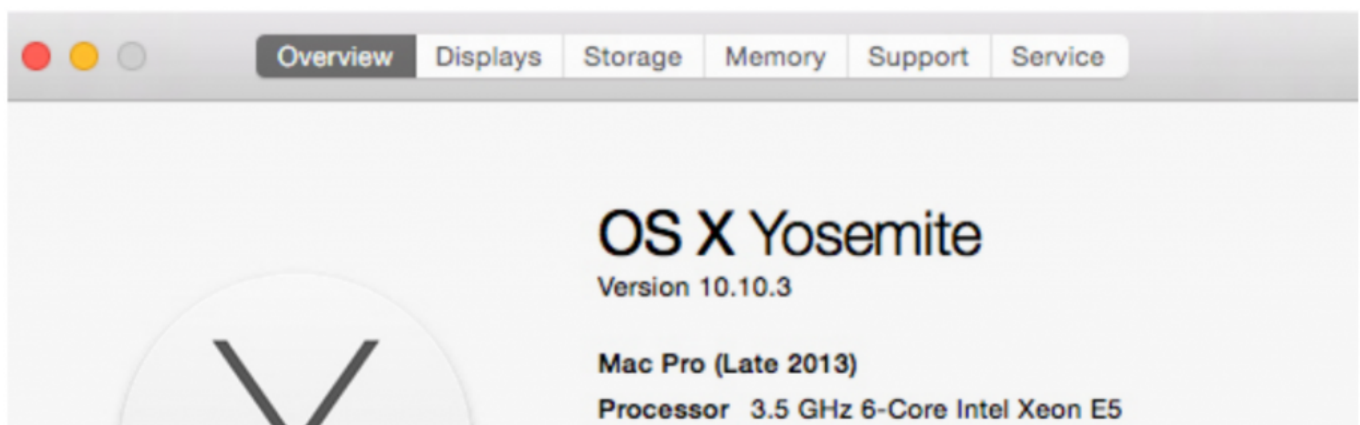 Overview Displays Storage Memory Support Service
OS X Yosemite
Version 10.10.3
Mac Pro (Late 2013)
Processor 3.5 GHz 6-Core Intel Xeon E5